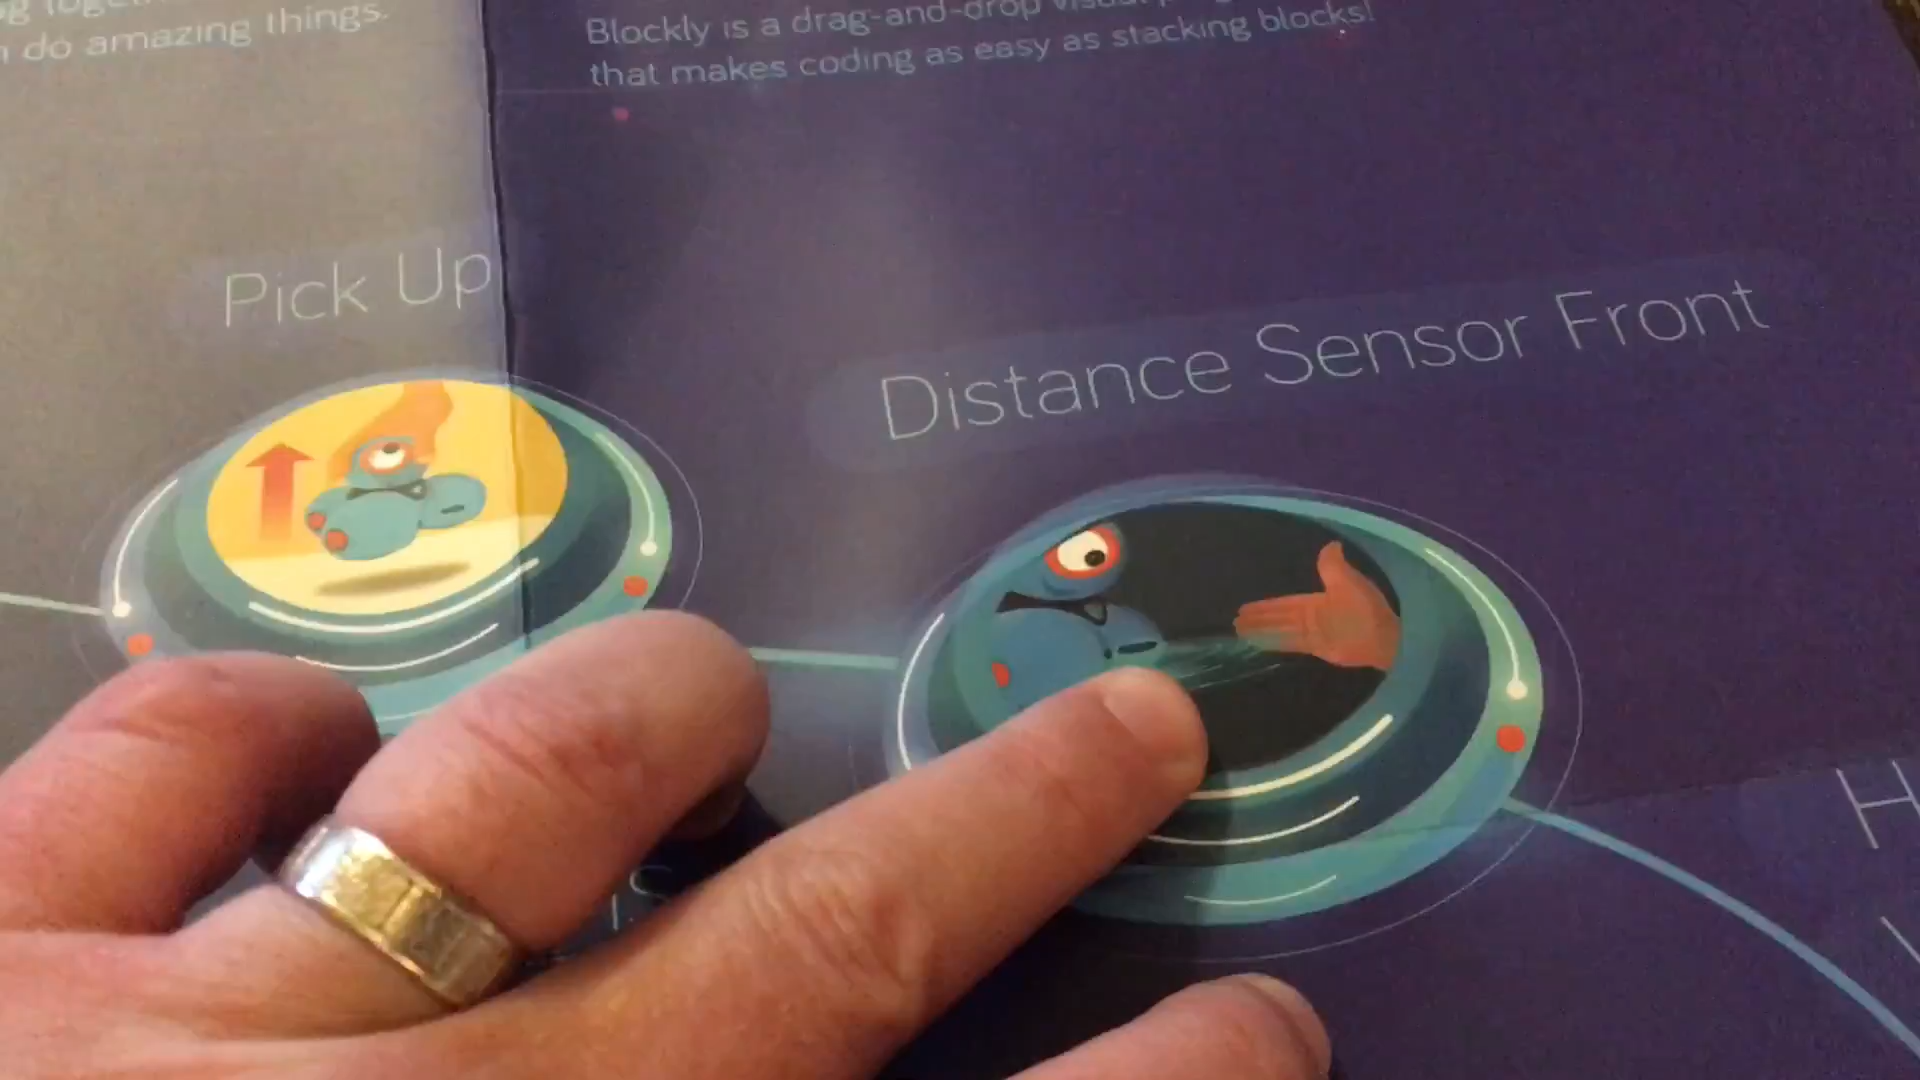 do amazing things.
Blockly is a drag-and-drop
that makes coding as easy as stacking blocks!
Pick Up
Distance Sensor Front
H